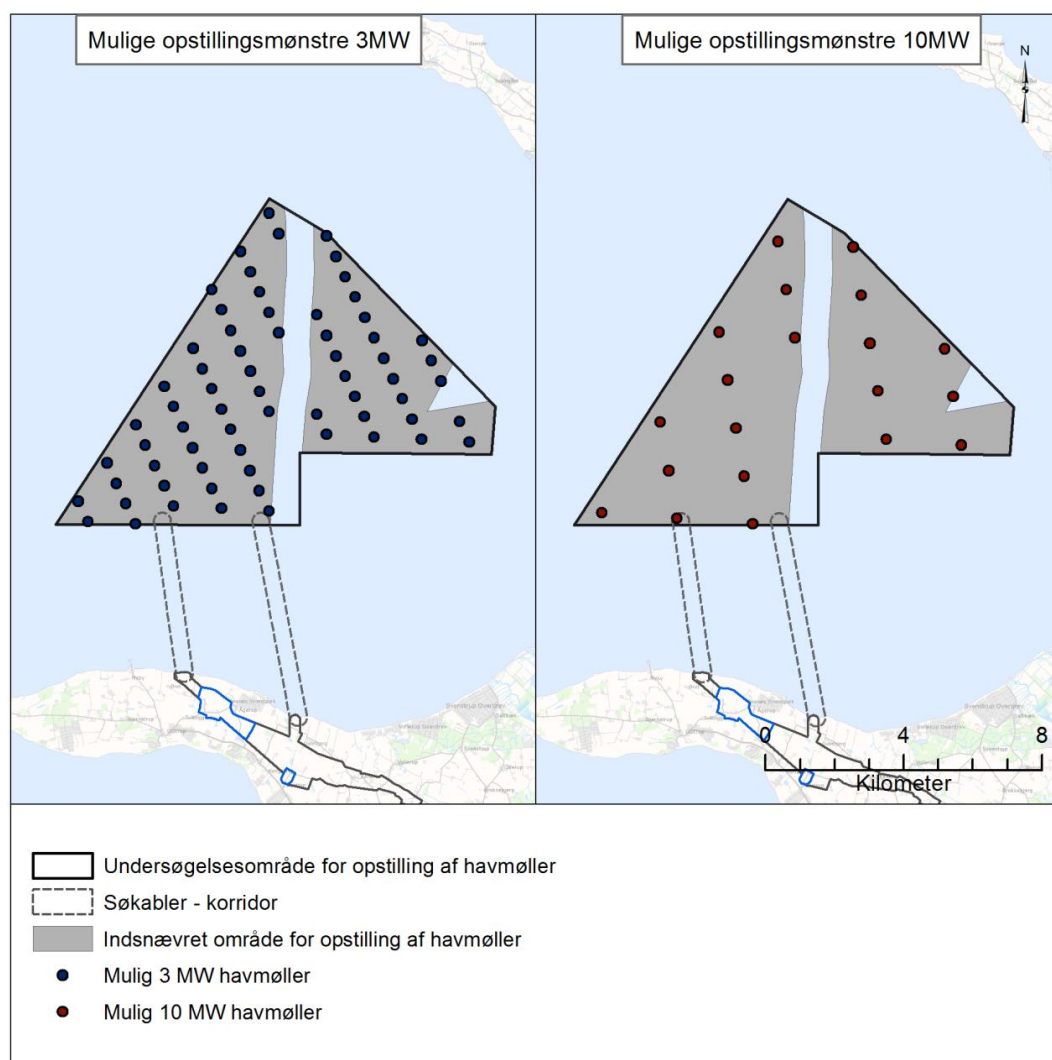 Mulige opstillingsmønstre 3MW
Mulige opstillingsmønstre 10MW
N
0 4 8
Kilometer
Undersøgelsesområde for opstilling af havmøller
Søkabler - korridor
Indsnævret område for opstilling af havmøller
Mulig 3 MW havmøller
Mulig 10 MW havmøller